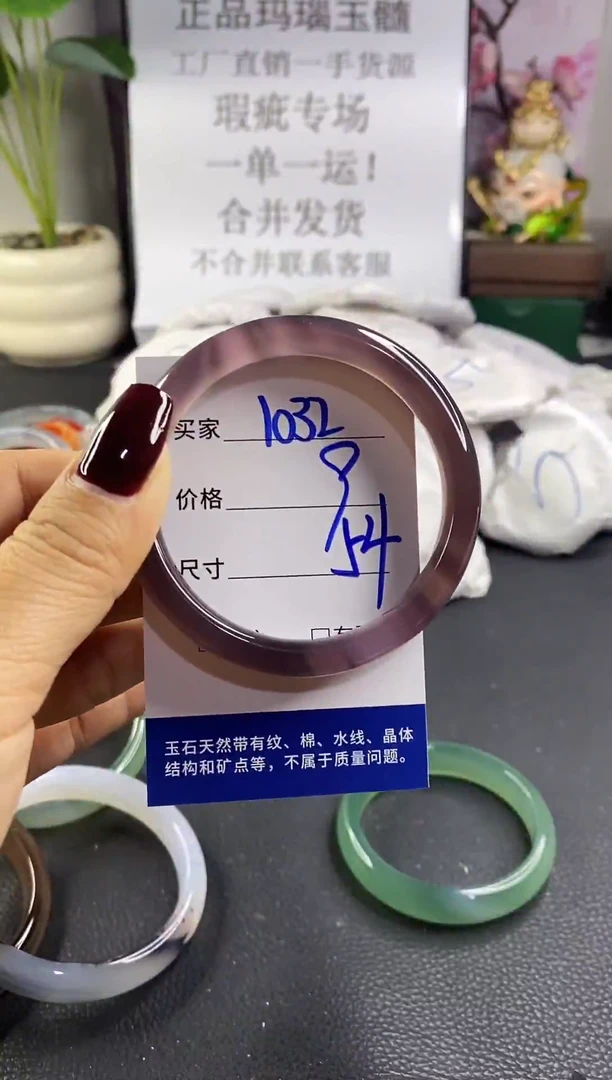 正品玛瑙玉髓
工厂直销一手货源
瑕疵专场
一单一运!
合并发货
不合并联系客服
买家 1032
价格 9
尺寸 54
玉石天然带有纹、棉、水线、晶体
结构和矿点等，不属于质量问题。